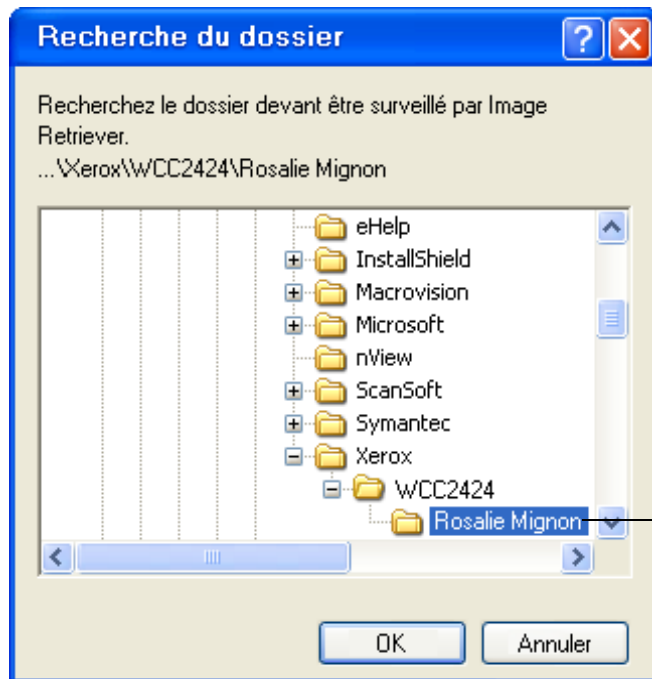 Recherche du dossier
Recherchez le dossier devant être surveillé par Image
Retriever.
...\Xerox\WCC2424\Rosalie Mignon
eHelp
InstallShield
Macrovision
Microsoft
nView
ScanSoft
Symantec
Xerox
WCC2424
Rosalie Mignon
OK
Annuler